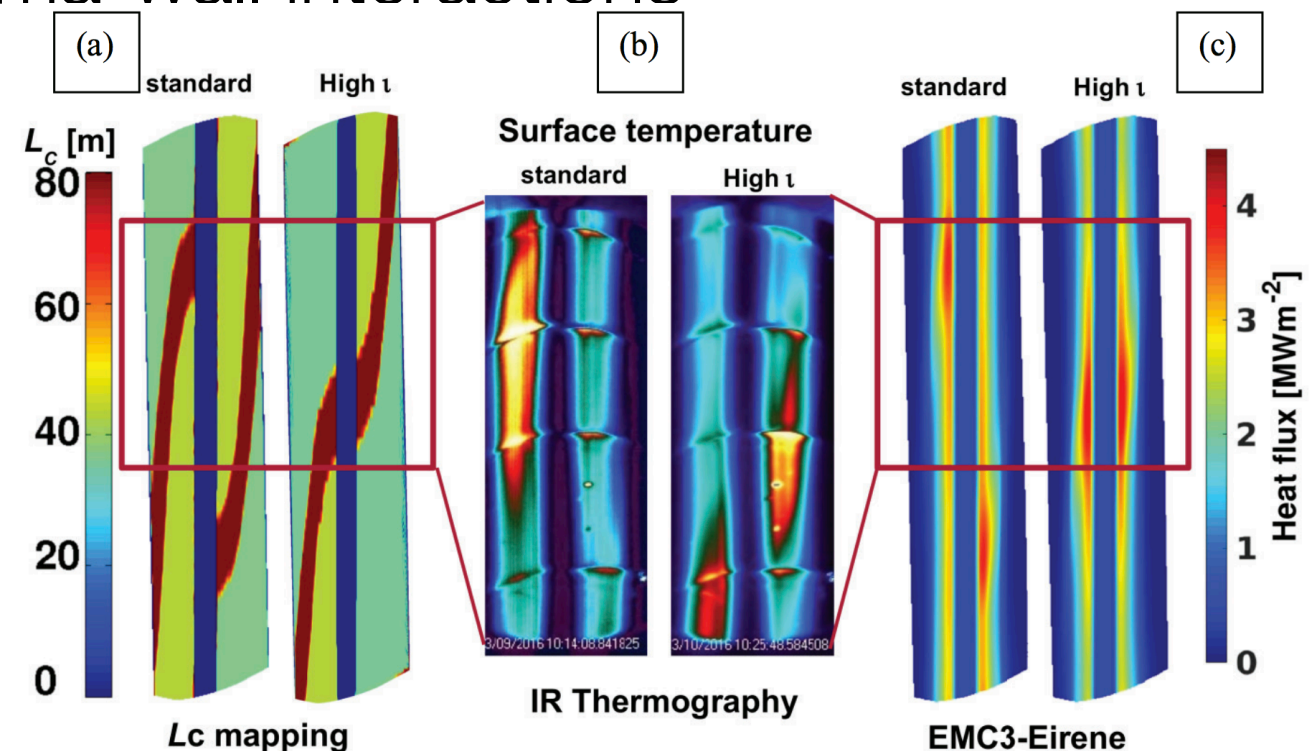 (a)
(b)
(c)
standard
High ι
standard
High ι
Lc [m]
Surface temperature
standard
High ι
80
60
40
20
0
4
3
2
1
0
Heat flux [MWm-2]
3/09/2016 10:14:08.841825
3/10/2016 10:25:48.584508
IR Thermography
Lc mapping
EMC3-Eirene